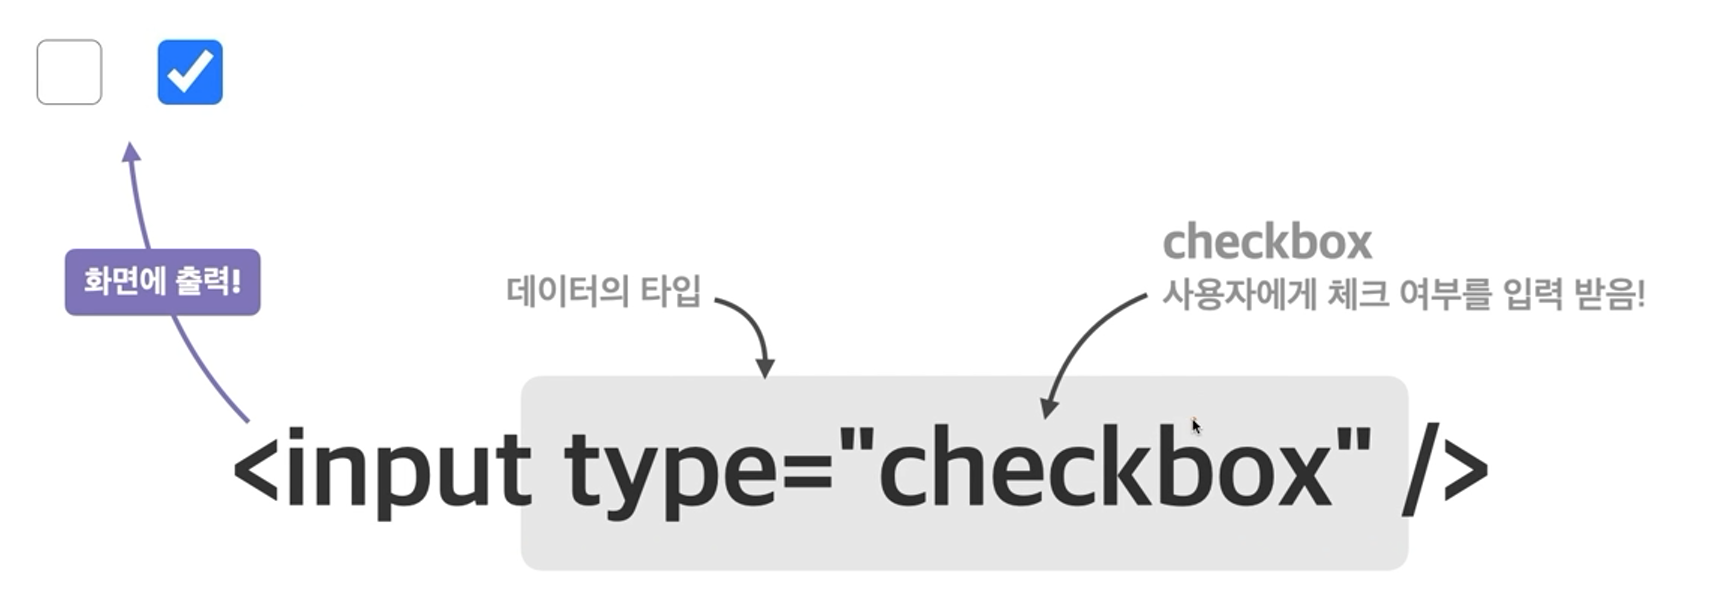 화면에 출력!
데이터의 타입
checkbox
사용자에게 체크 여부를 입력 받음!
<input type="checkbox" />